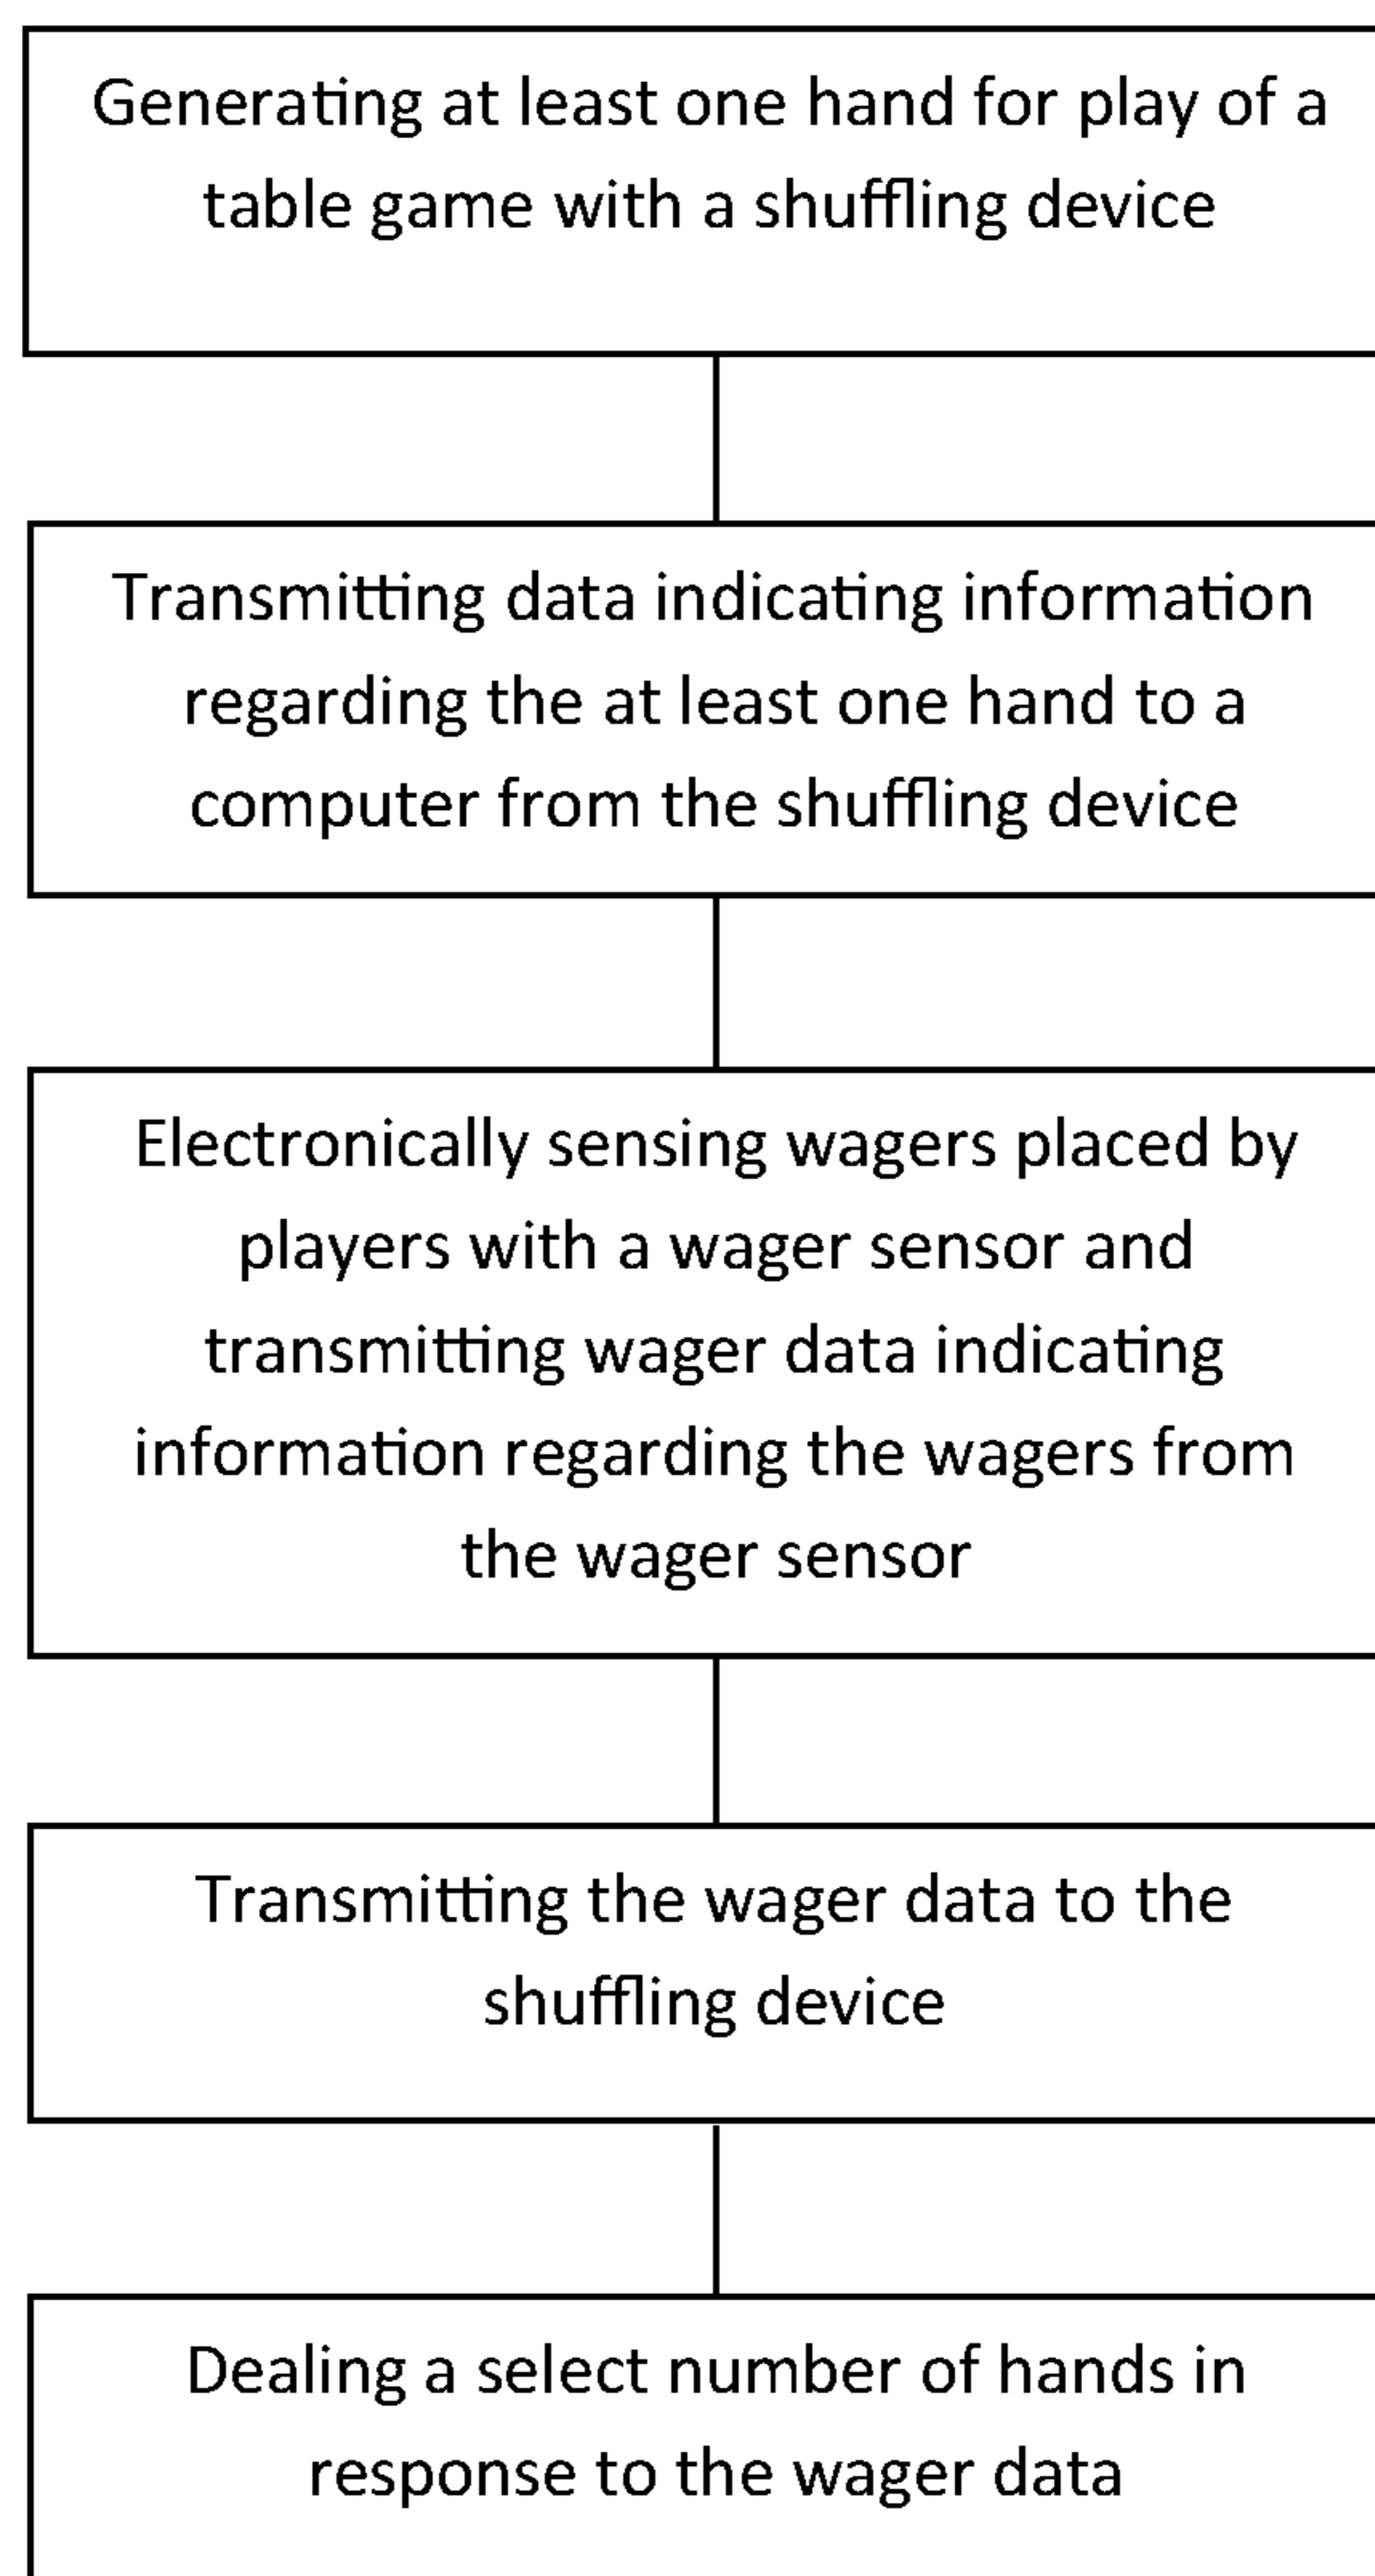 Generating at least one hand for play of a
table game with a shuffling device
Transmitting data indicating information
regarding the at least one hand to a
computer from the shuffling device
Electronically sensing wagers placed by
players with a wager sensor and
transmitting wager data indicating
information regarding the wagers from
the wager sensor
Transmitting the wager data to the
shuffling device
Dealing a select number of hands in
response to the wager data